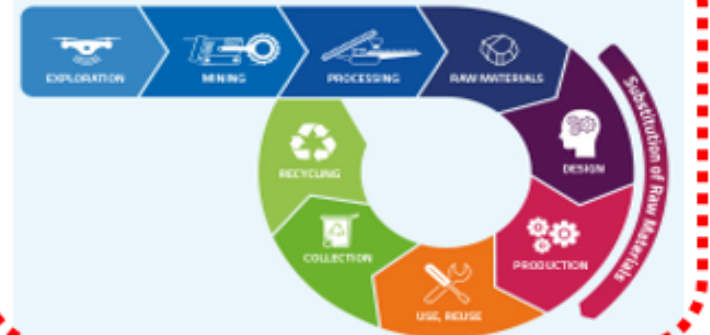 EXPLORATION
MINING
PROCESSING
RAW MATERIALS
DESIGN
Substitution of Raw Materials
PRODUCTION
USE, REUSE
COLLECTION
RECYCLING